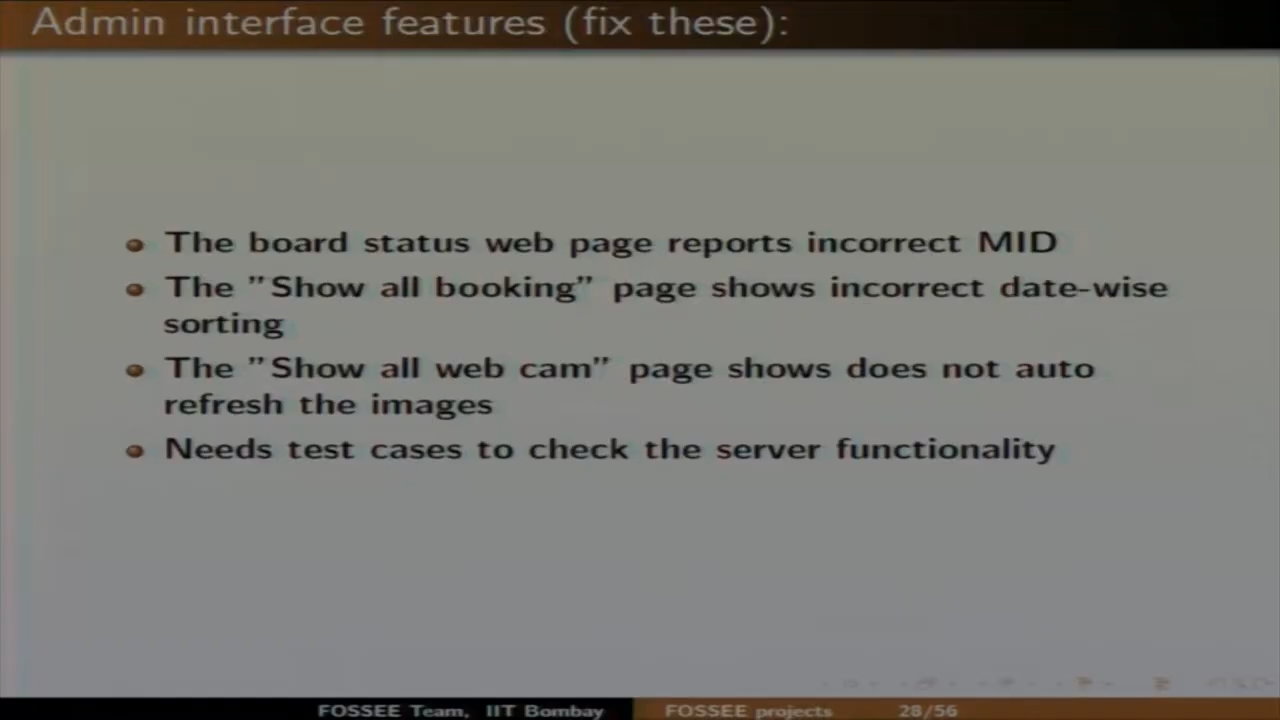 Admin interface features (fix these):
The board status web page reports incorrect MID
The ”Show all booking” page shows incorrect date-wise
sorting
The ”Show all web cam” page shows does not auto
refresh the images
Needs test cases to check the server functionality
FOSSEE Team, IIT Bombay FOSSEE projects 28/56